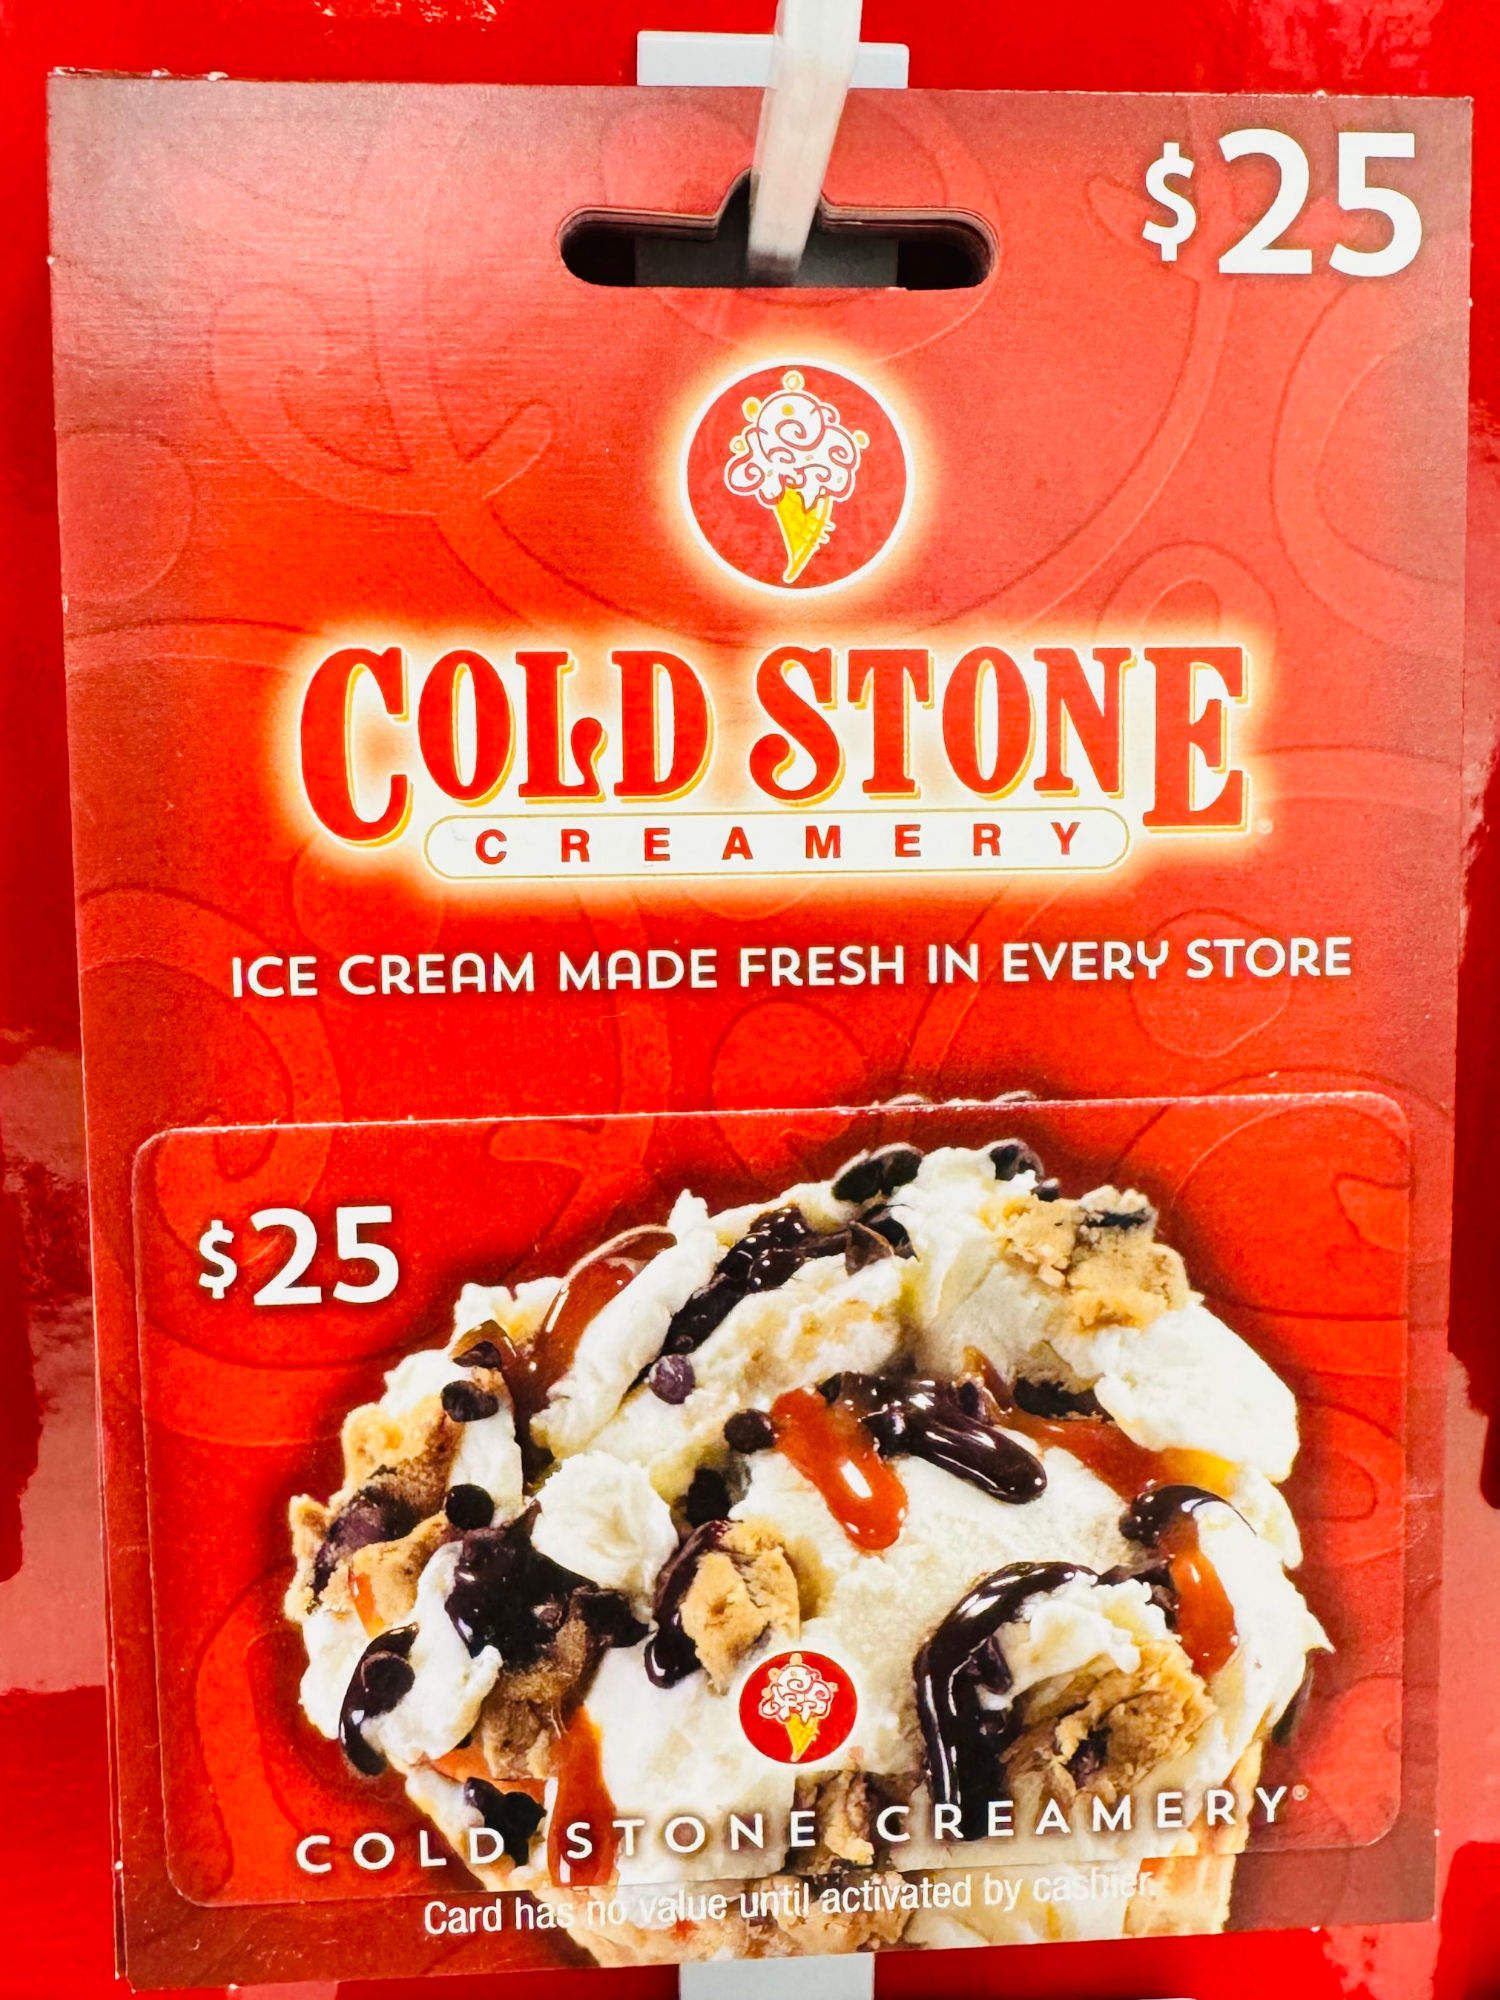 $25
COLD STONE
CREAMERY
ICE CREAM MADE FRESH IN EVERY STORE
$25
COLD STONE CREAMERY®
Card has no value until activated by cashier.